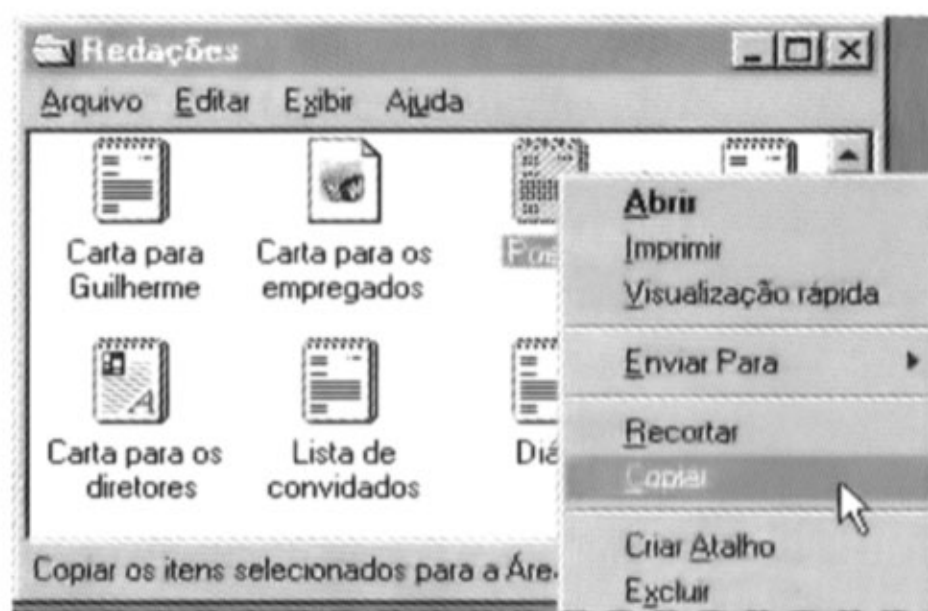 Redações
Arquivo Editar Exibir Ajuda
Carta para
Guilherme
Carta para os
empregados
Carta para os
diretores
Lista de
convidados
Abrir
Imprimir
Visualização rápida
Enviar Para
Recortar
Copiar
Criar Atalho
Excluir
Copiar os itens selecionados para a